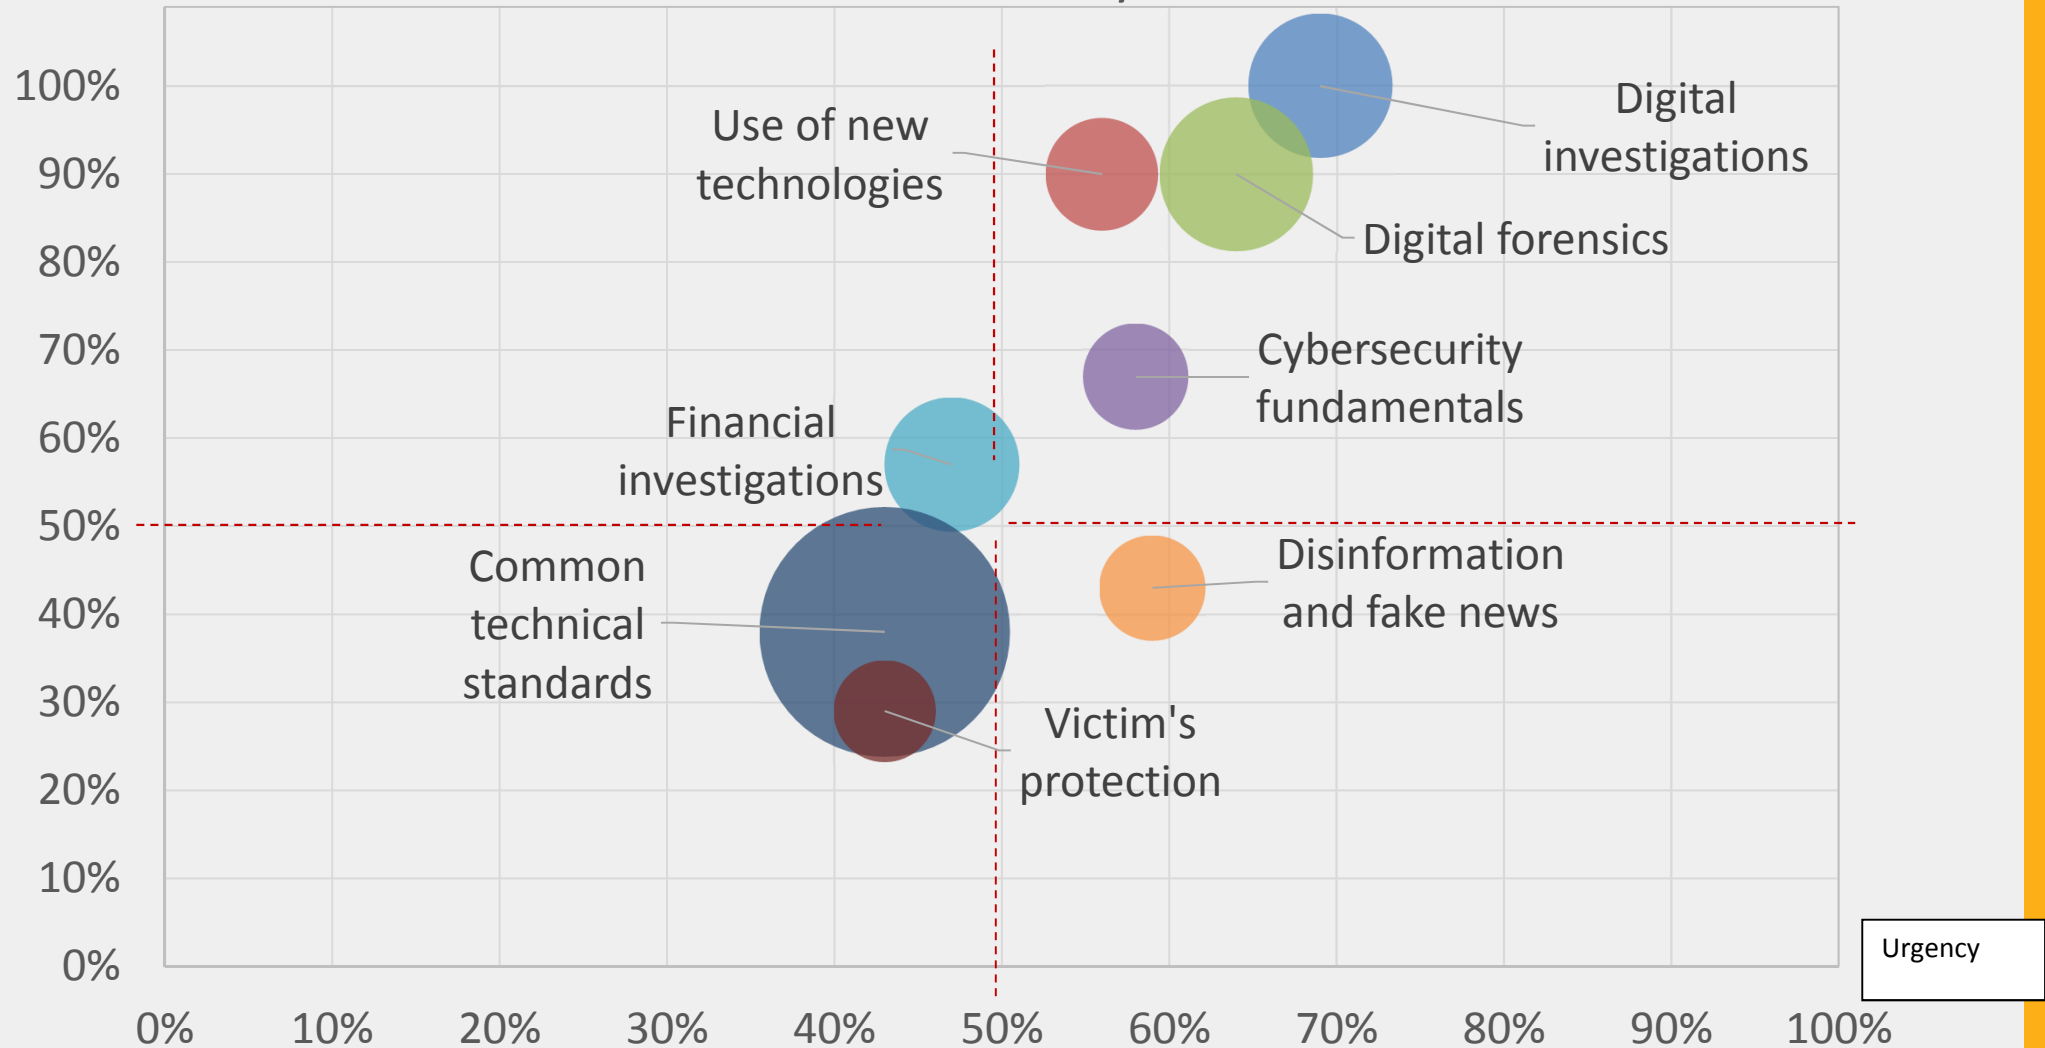 100%
90%
80%
70%
60%
50%
40%
30%
20%
10%
0%
Use of new
technologies
Digital
investigations
Digital forensics
Cybersecurity
fundamentals
Financial
investigations
Common
technical
standards
Disinformation
and fake news
Victim's
protection
Urgency
0%
10%
20%
30%
40%
50%
60%
70%
80%
90%
100%